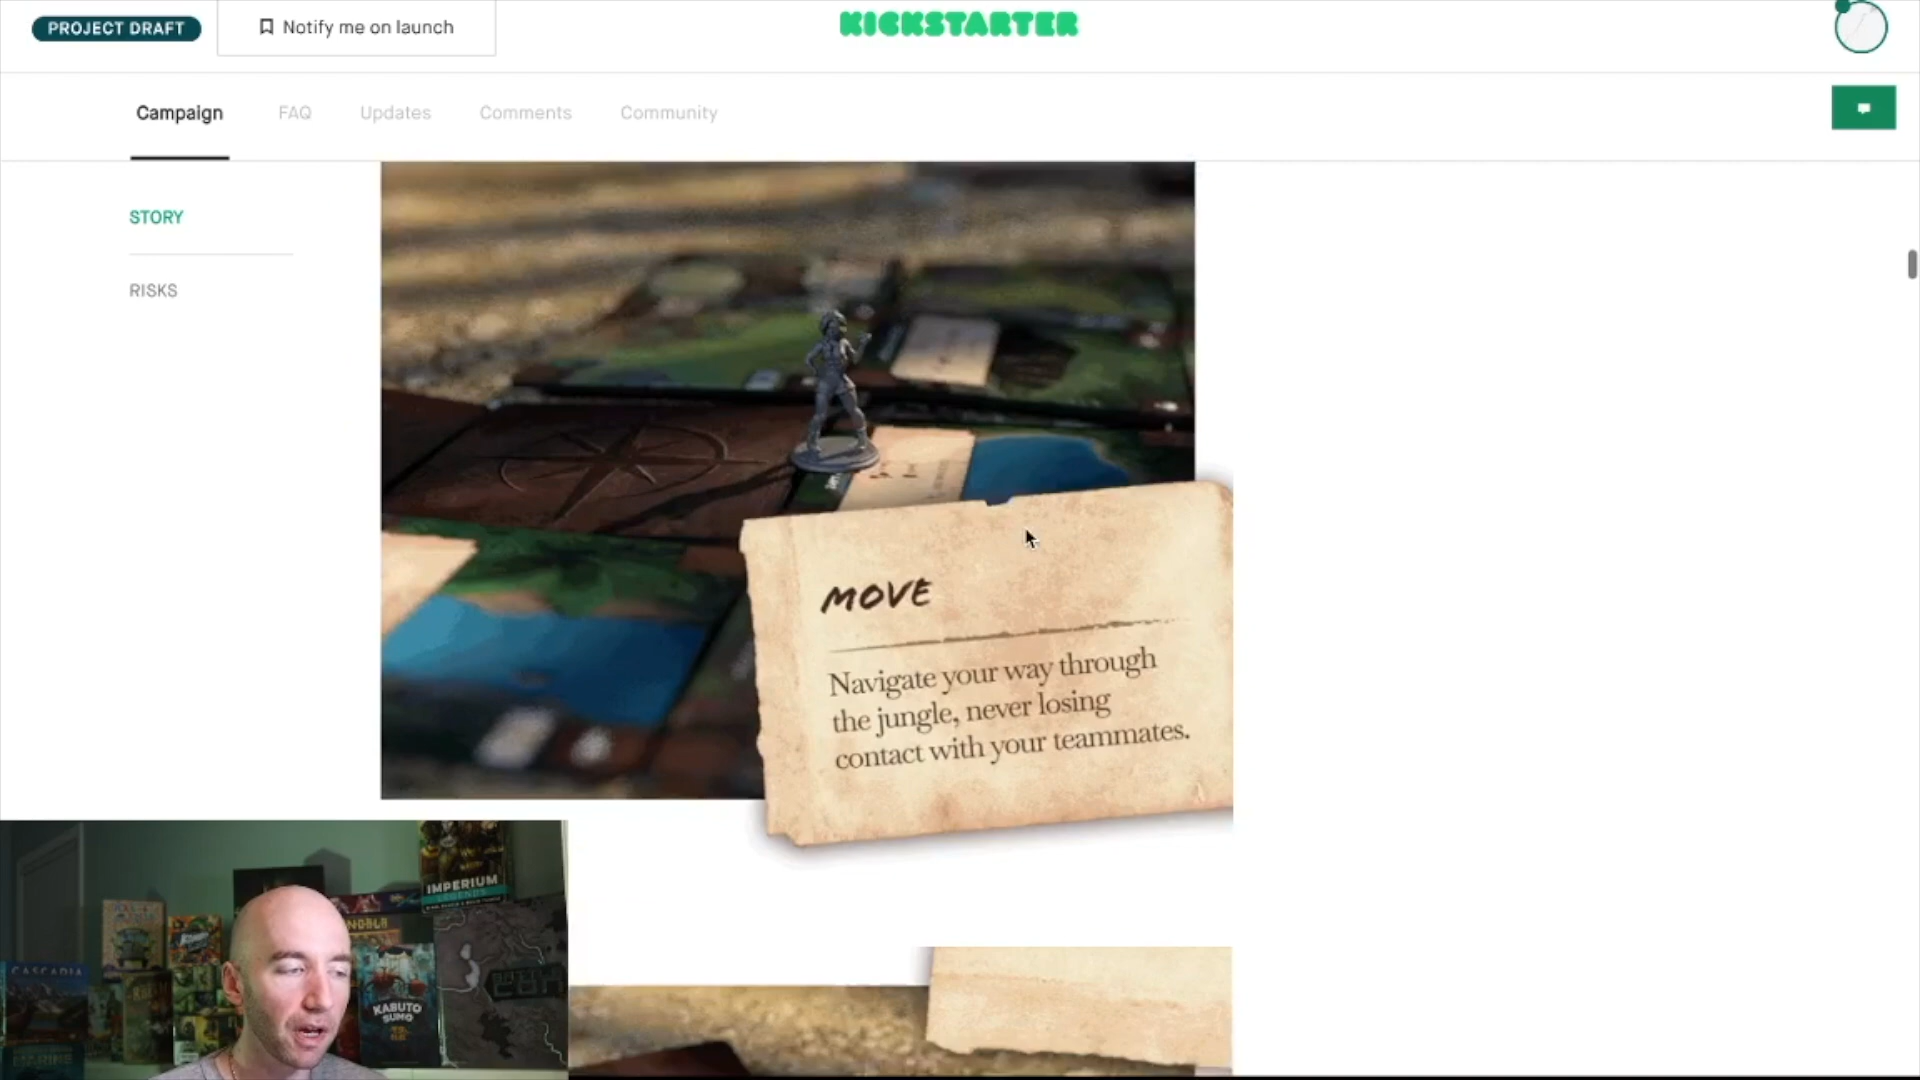 PROJECT DRAFT
Notify me on launch
KICKSTARTER
Campaign
FAQ
Updates
Comments
Community
STORY
RISKS
MOVE
Navigate your way through
the jungle, never losing
contact with your teammates.
IMPERIUM
LEGENDS
CASCADIA
KABUTO
SUMO